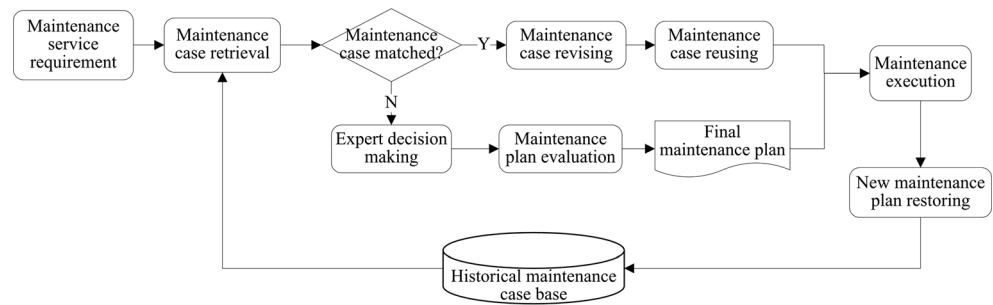 Maintenance
service
requirement
Maintenance
case retrieval
Maintenance
case matched?
Y
Maintenance
case revising
Maintenance
case reusing
Maintenance
execution
N
Expert decision
making
Maintenance
plan evaluation
Final
maintenance plan
New maintenance
plan restoring
Historical maintenance
case base